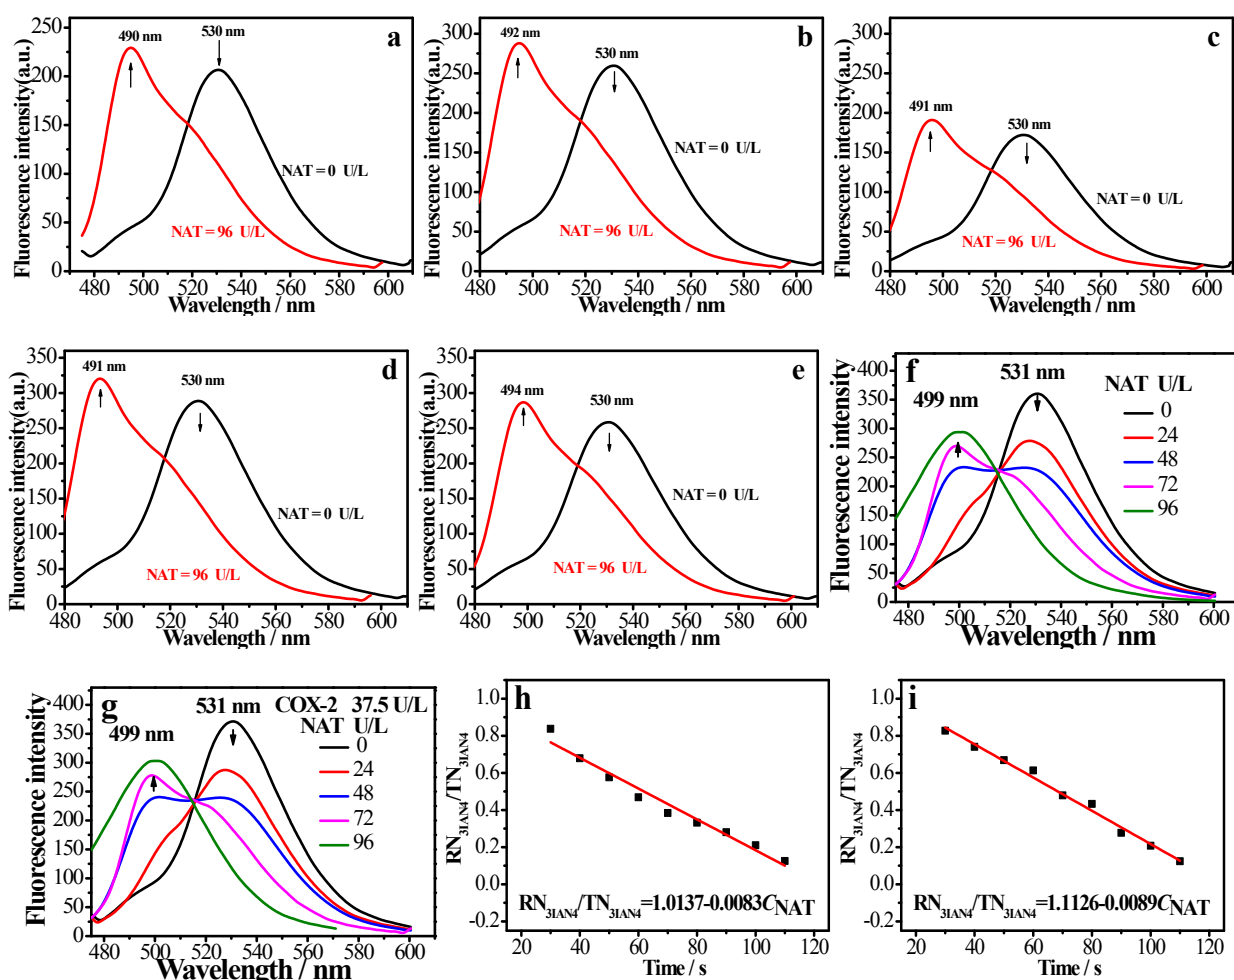 a
490 nm
530 nm
NAT = 0 U/L
NAT = 96 U/L
Fluorescence intensity(a.u.)
250
200
150
100
50
0
480 500 520 540 560 580 600
Wavelength / nm
b
492 nm
530 nm
NAT = 0 U/L
NAT = 96 U/L
Fluorescence intensity(a.u.)
300
250
200
150
100
50
0
480 500 520 540 560 580 600
Wavelength / nm
c
491 nm
530 nm
NAT = 0 U/L
NAT = 96 U/L
Fluorescence intensity(a.u.)
300
250
200
150
100
50
0
480 500 520 540 560 580 600
Wavelength / nm
d
491 nm
530 nm
NAT = 0 U/L
NAT = 96 U/L
Fluorescence intensity(a.u.)
350
300
250
200
150
100
50
0
480 500 520 540 560 580 600
Wavelength / nm
e
494 nm
530 nm
NAT = 0 U/L
NAT = 96 U/L
Fluorescence intensity(a.u.)
350
300
250
200
150
100
50
0
480 500 520 540 560 580 600
Wavelength / nm
f
531 nm
499 nm
NAT U/L
0
24
48
72
96
Fluorescence intensity
400
350
300
250
200
150
100
50
0
475 500 525 550 575 600
Wavelength / nm
g
531 nm
COX-2 37.5 U/L
499 nm
NAT U/L
0
24
48
72
96
Fluorescence intensity
400
350
300
250
200
150
100
50
0
475 500 525 550 575 600
Wavelength / nm
h
RN3IAN4/TN3IAN4
1.0
0.8
0.6
0.4
0.2
0.0
-0.2
RN3IAN4/TN3IAN4=1.0137-0.0083CNAT
20 40 60 80 100 120
Time / s
i
RN3IAN4/TN3IAN4
1.0
0.8
0.6
0.4
0.2
0.0
-0.2
RN3IAN4/TN3IAN4=1.1126-0.0089CNAT
20 40 60 80 100 120
Time / s